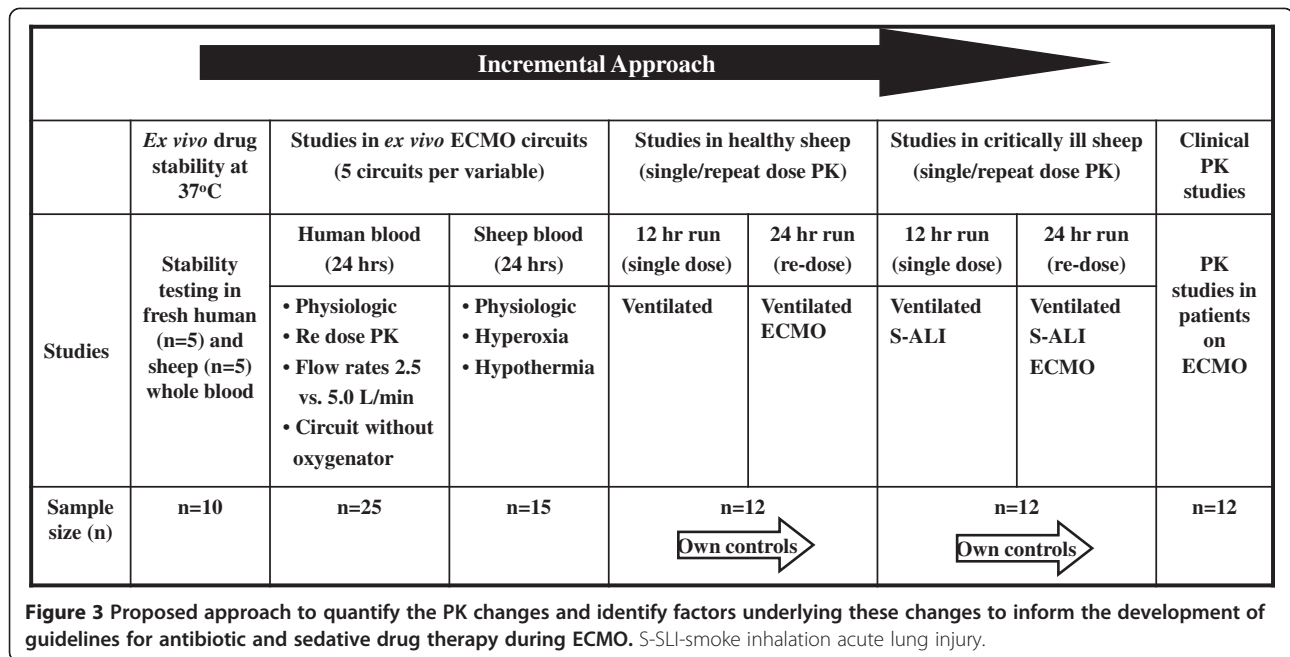 Incremental Approach
Ex vivo drug stability at 37°C
Studies in ex vivo ECMO circuits
(5 circuits per variable)
Studies in healthy sheep
(single/repeat dose PK)
Studies in critically ill sheep
(single/repeat dose PK)
Clinical PK studies
Studies
Stability testing in fresh human (n=5) and sheep (n=5) whole blood
Human blood
(24 hrs)
• Physiologic
• Re dose PK
• Flow rates 2.5 vs. 5.0 L/min
• Circuit without oxygenator
Sheep blood
(24 hrs)
• Physiologic
• Hyperoxia
• Hypothermia
12 hr run
(single dose)
Ventilated
24 hr run
(re-dose)
Ventilated
ECMO
12 hr run
(single dose)
Ventilated
S-ALI
24 hr run
(re-dose)
Ventilated
S-ALI
ECMO
PK studies in patients on ECMO
Sample size (n)
n=10
n=25
n=15
n=12
Own controls
n=12
Own controls
n=12
Figure 3 Proposed approach to quantify the PK changes and identify factors underlying these changes to inform the development of
guidelines for antibiotic and sedative drug therapy during ECMO. S-SLI-smoke inhalation acute lung injury.